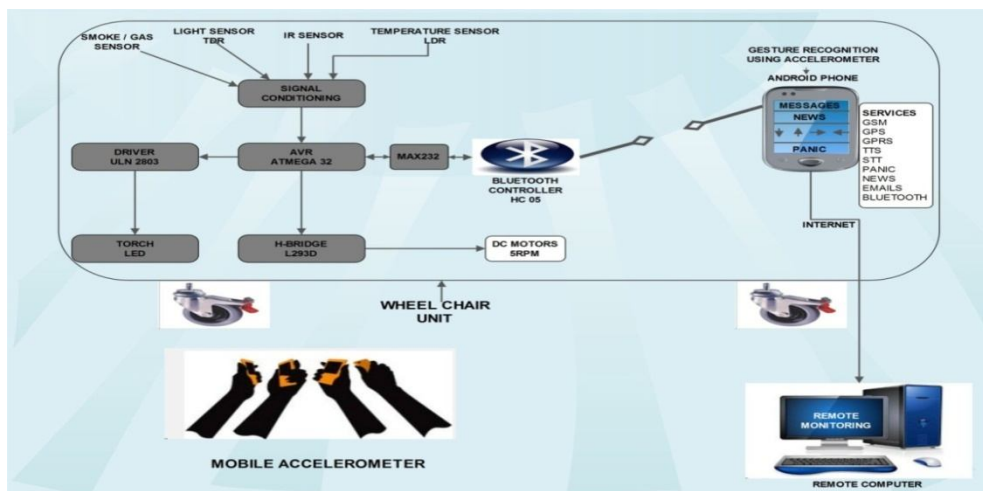 SMOKE / GAS
SENSOR
LIGHT SENSOR
TDR
IR SENSOR
TEMPERATURE SENSOR
LDR
SIGNAL
CONDITIONING
DRIVER
ULN 2803
AVR
ATMEGA 32
MAX232
BLUETOOTH
CONTROLLER
HC 05
TORCH
LED
H-BRIDGE
L293D
DC MOTORS
5RPM
GESTURE RECOGNITION
USING ACCELEROMETER
ANDROID PHONE
MESSAGES
NEWS
PANIC
SERVICES
GSM
GPS
GPRS
TTS
STT
PANIC
NEWS
EMAILS
BLUETOOTH
INTERNET
WHEEL CHAIR
UNIT
MOBILE ACCELEROMETER
REMOTE
MONITORING
REMOTE COMPUTER